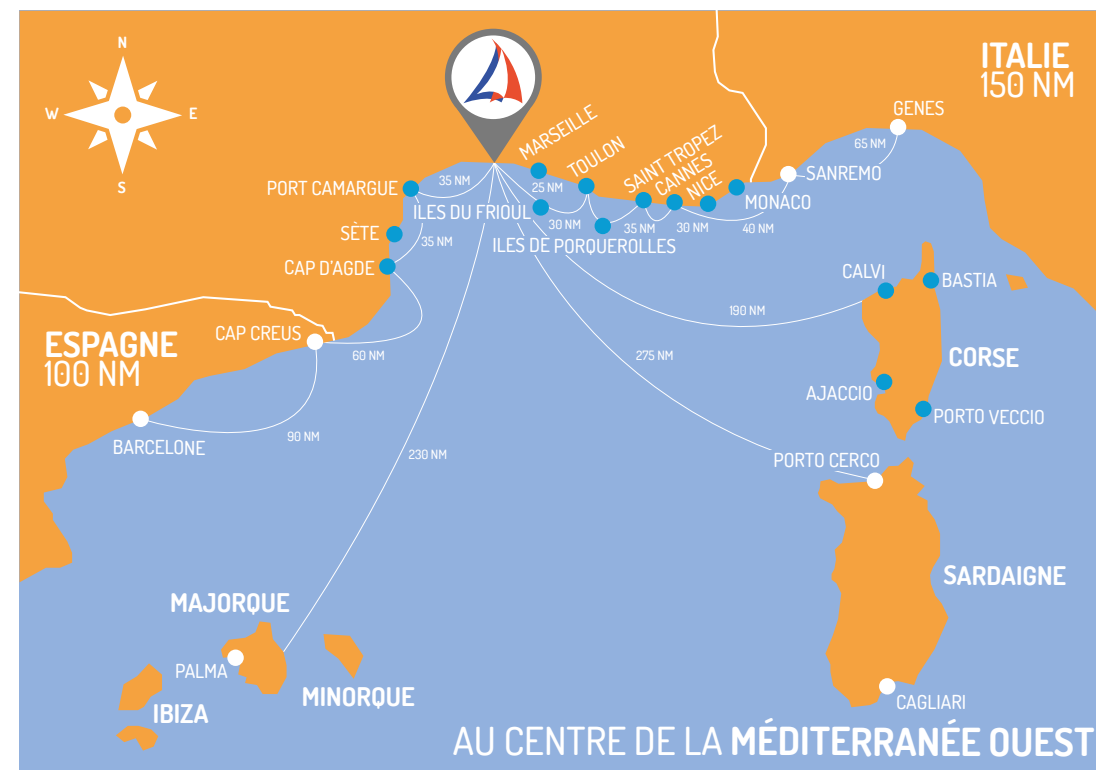 N
W
E
S
ITALIE
150 NM
GENES
65 NM
SANREMO
MARSEILLE
TOULON
SAINT TROPEZ
CANNES
NICE
MONACO
35 NM
25 NM
PORT CAMARGUE
ILES DU FRIOUL
30 NM
35 NM
30 NM
40 NM
SÈTE
35 NM
ILES DE PORQUEROLLES
CAP D'AGDE
CALVI
BASTIA
190 NM
CAP CREUS
ESPAGNE
100 NM
60 NM
275 NM
CORSE
AJACCIO
PORTO VECCIO
BARCELONE
90 NM
230 NM
PORTO CERCO
SARDAIGNE
MAJORQUE
PALMA
MINORQUE
IBIZA
CAGLIARI
AU CENTRE DE LA MÉDITERRANÉE OUEST